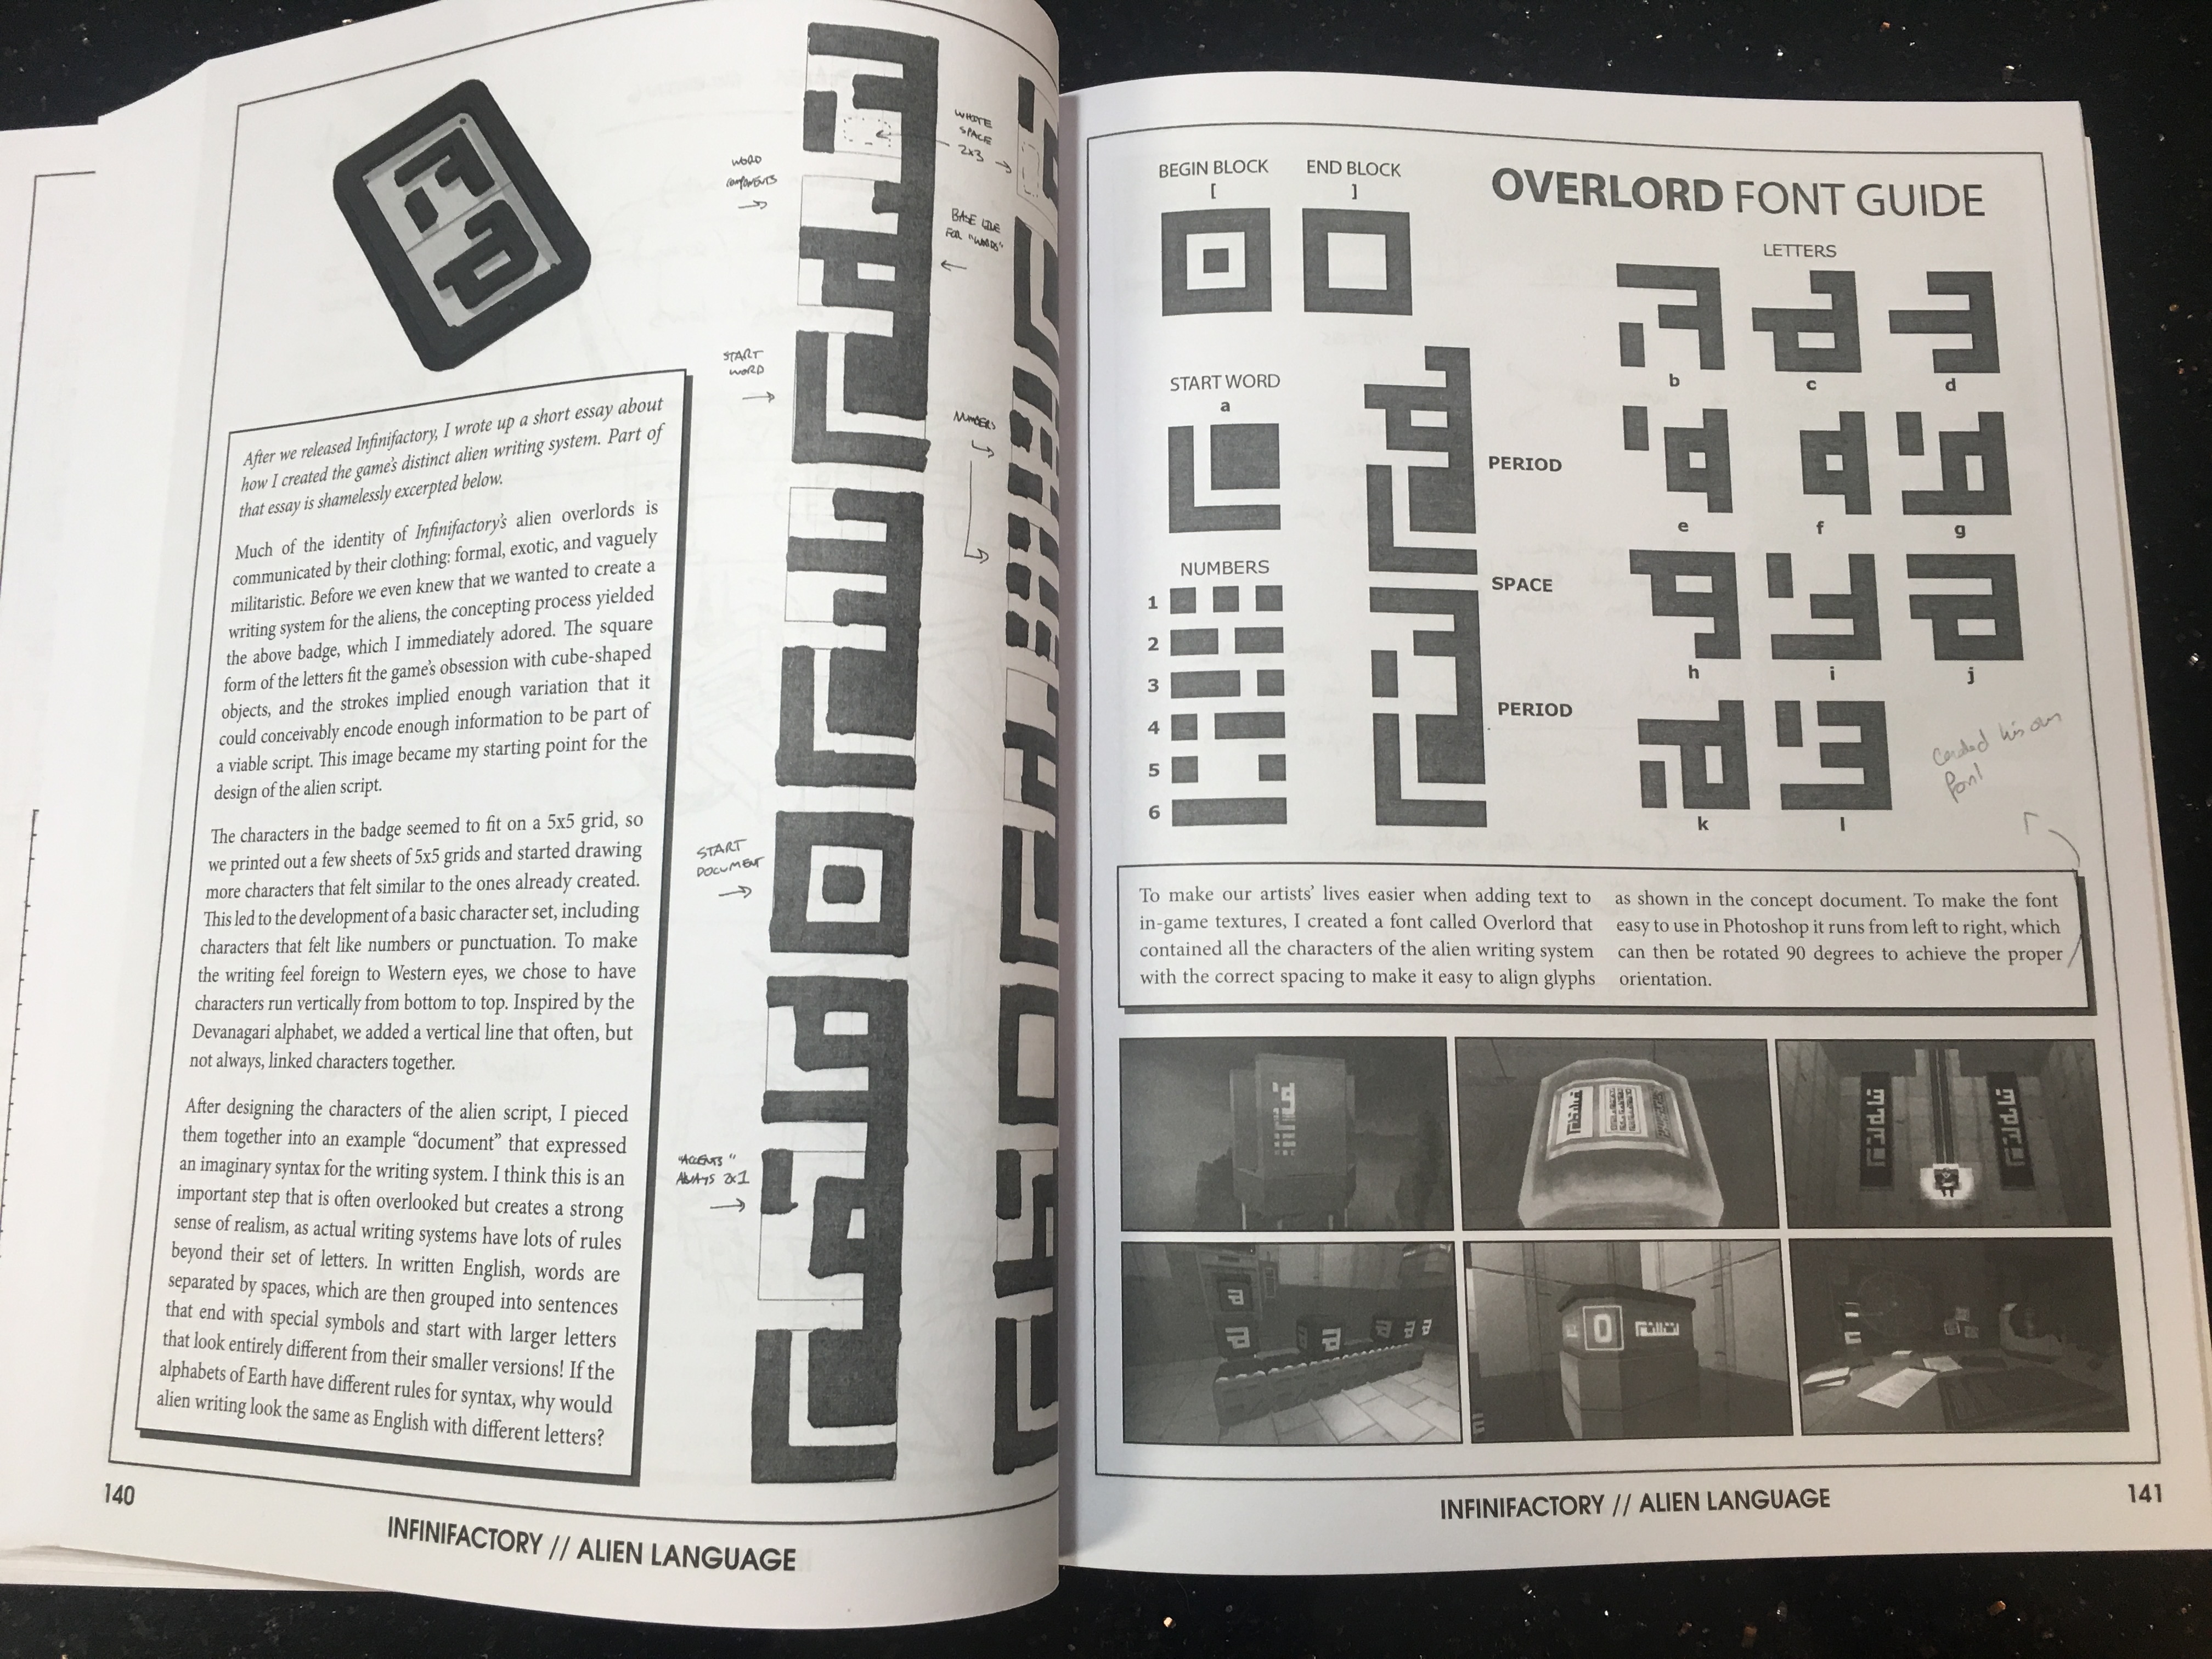 After we released Infinifactory, I wrote up a short essay about
how I created the game's distinct alien writing system. Part of
that essay is shamelessly excerpted below.
Much of the identity of Infinifactory's alien overlords is
communicated by their clothing: formal, exotic, and vaguely
militaristic. Before we even knew that we wanted to create a
writing system for the aliens, the concepting process yielded
the above badge, which I immediately adored. The square
form of the letters fit the game's obsession with cube-shaped
objects, and the strokes implied enough variation that it
could conceivably encode enough information to be part of
a viable script. This image became my starting point for the
design of the alien script.
The characters in the badge seemed to fit on a 5x5 grid, so
we printed out a few sheets of 5x5 grids and started drawing
more characters that felt similar to the ones already created.
This led to the development of a basic character set, including
characters that felt like numbers or punctuation. To make
the writing feel foreign to Western eyes, we chose to have
characters run vertically from bottom to top. Inspired by the
Devanagari alphabet, we added a vertical line that often, but
not always, linked characters together.
After designing the characters of the alien script, I pieced
them together into an example “document” that expressed
an imaginary syntax for the writing system. I think this is an
important step that is often overlooked but creates a strong
sense of realism, as actual writing systems have lots of rules
beyond their set of letters. In written English, words are
separated by spaces, which are then grouped into sentences
that end with special symbols and start with larger letters
that look entirely different from their smaller versions! If the
alphabets of Earth have different rules for syntax, why would
alien writing look the same as English with different letters?
WORD
COMPONENTS
START
WORD
START
DOCUMENT
"ACCENTS"
ALWAYS 2x1
WHITE
SPACE
2x3
BASE LINE
FOR "WORDS"
NUMBERS
140
INFINIFACTORY // ALIEN LANGUAGE
BEGIN BLOCK
[
END BLOCK
]
OVERLORD FONT GUIDE
START WORD
a
NUMBERS
1
2
3
4
5
6
PERIOD
SPACE
PERIOD
LETTERS
b c d
e f g
h i j
k l
his own
font
To make our artists' lives easier when adding text to
in-game textures, I created a font called Overlord that
contained all the characters of the alien writing system
with the correct spacing to make it easy to align glyphs
as shown in the concept document. To make the font
easy to use in Photoshop it runs from left to right, which
can then be rotated 90 degrees to achieve the proper
orientation.
INFINIFACTORY // ALIEN LANGUAGE
141